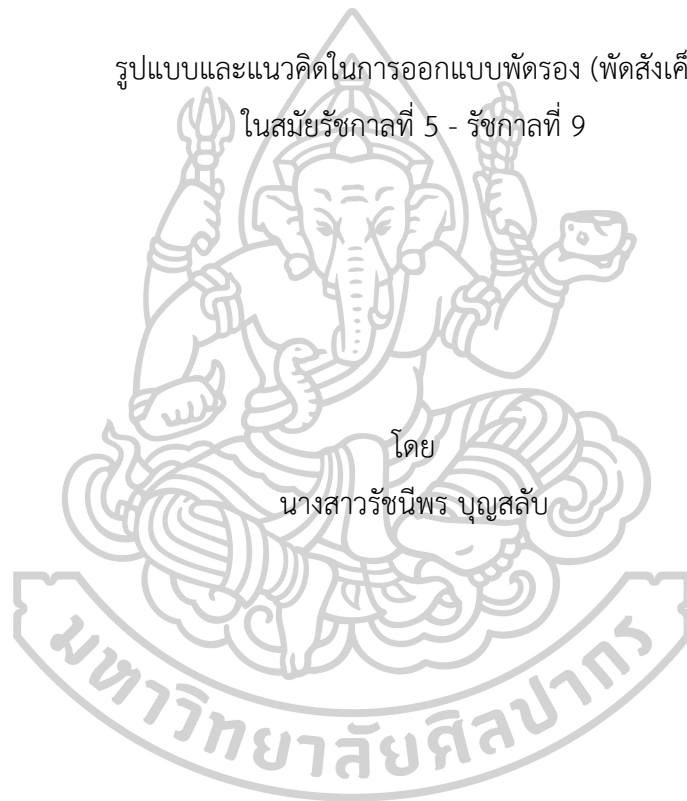 รูปแบบและแนวคิดในการออกแบบพัดรอง (พัดสังเค็
ในสมัยรัชกาลที่ 5 - รัชกาลที่ 9
โดย
นางสาวรัชนีพร บุญสลับ
มหาวิทยาลัยศิลปากร